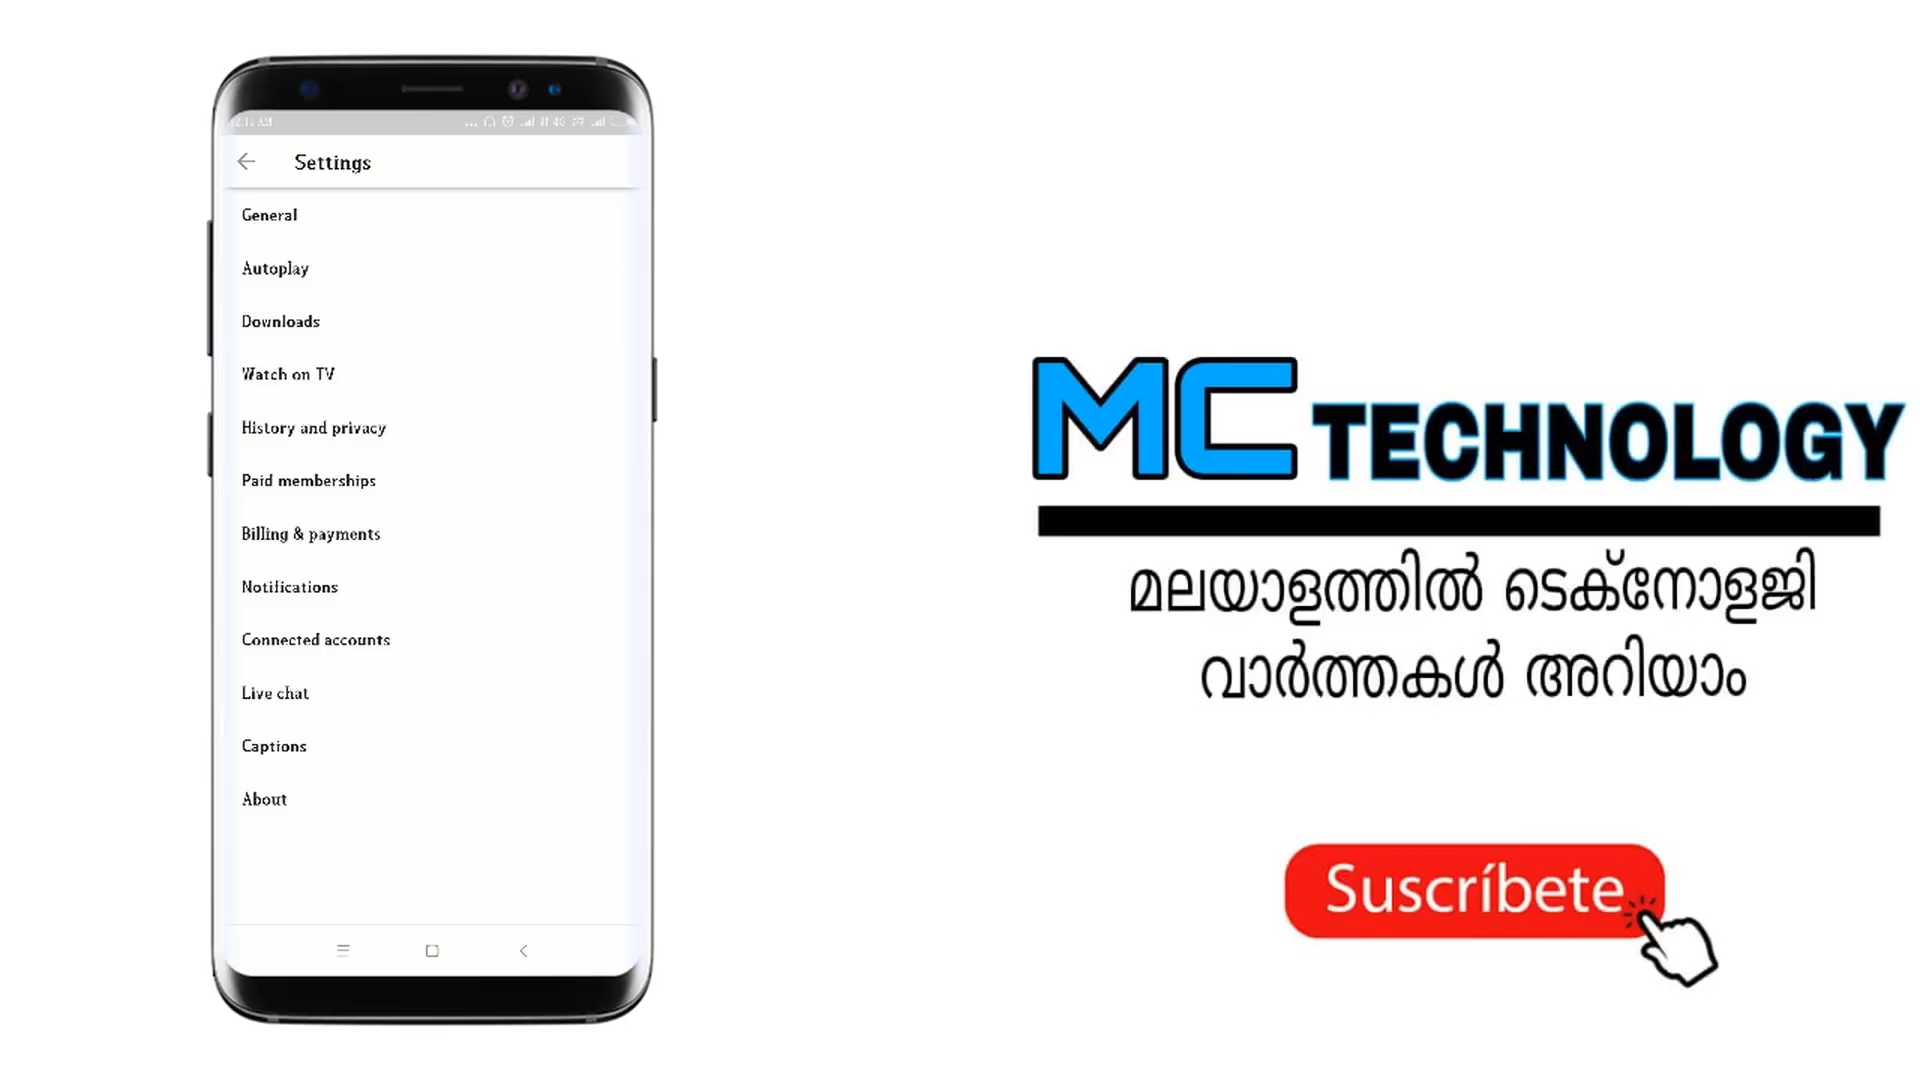 Settings
General
Autoplay
Downloads
Watch on TV
History and privacy
Paid memberships
Billing & payments
Notifications
Connected accounts
Live chat
Captions
About
MC TECHNOLOGY
മലയാളത്തിൽ ടെക്നോളജി
വാർത്തകൾ അറിയാം
Suscríbete